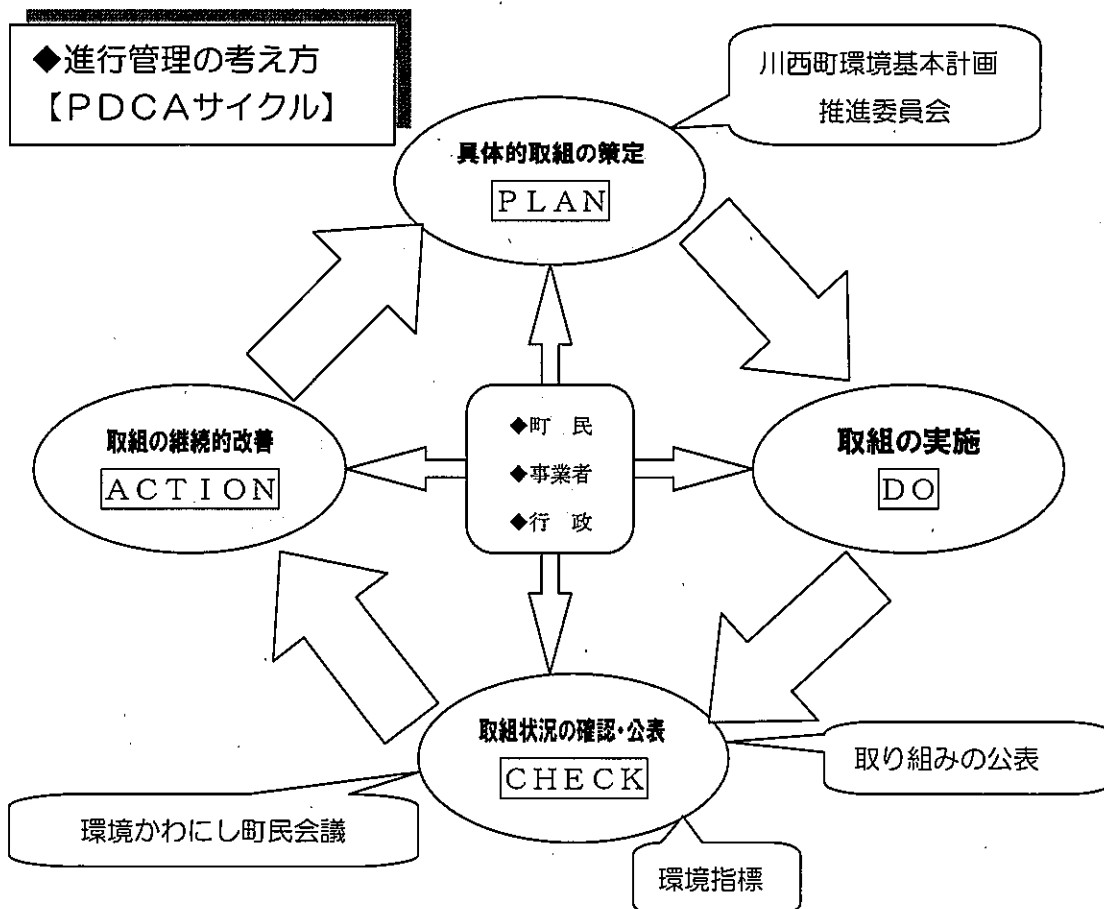 ◆進行管理の考え方
【PDCAサイクル】
川西町環境基本計画
推進委員会
具体的取組の策定
PLAN
取組の継続的改善
ACTION
◆町　民
◆事業者
◆行　政
取組の実施
DO
取組状況の確認・公表
CHECK
取り組みの公表
環境かわにし町民会議
環境指標